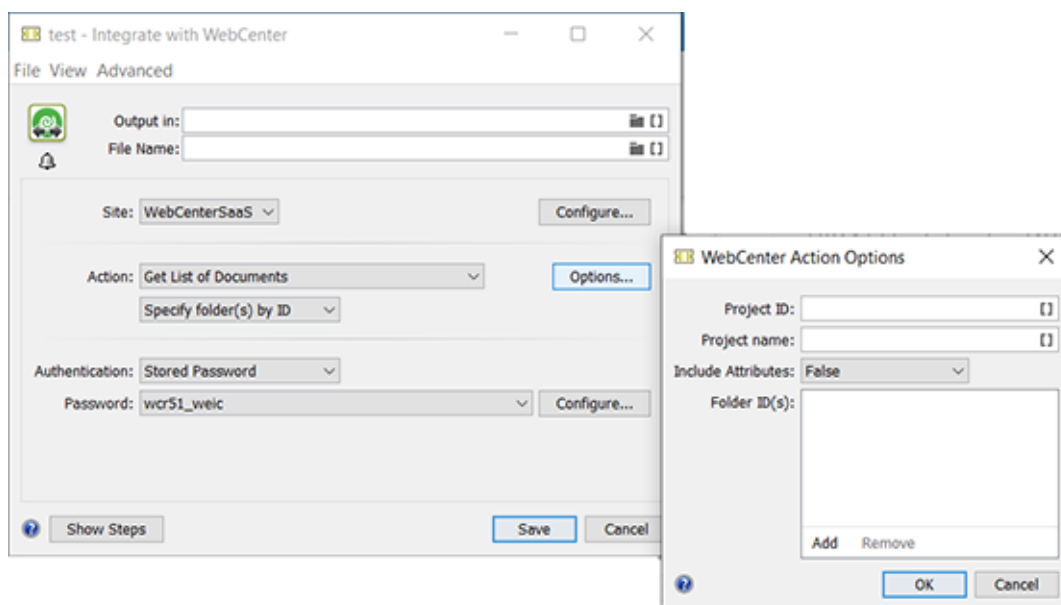 test - Integrate with WebCenter
File View Advanced
Output in:
File Name:
Site: WebCenterSaaS Configure...
Action: Get List of Documents Options...
Specify folder(s) by ID
Authentication: Stored Password
Password: wcr51_weic Configure...
Show Steps Save Cancel
WebCenter Action Options
Project ID:
Project name:
Include Attributes: False
Folder ID(s):
Add Remove
OK Cancel